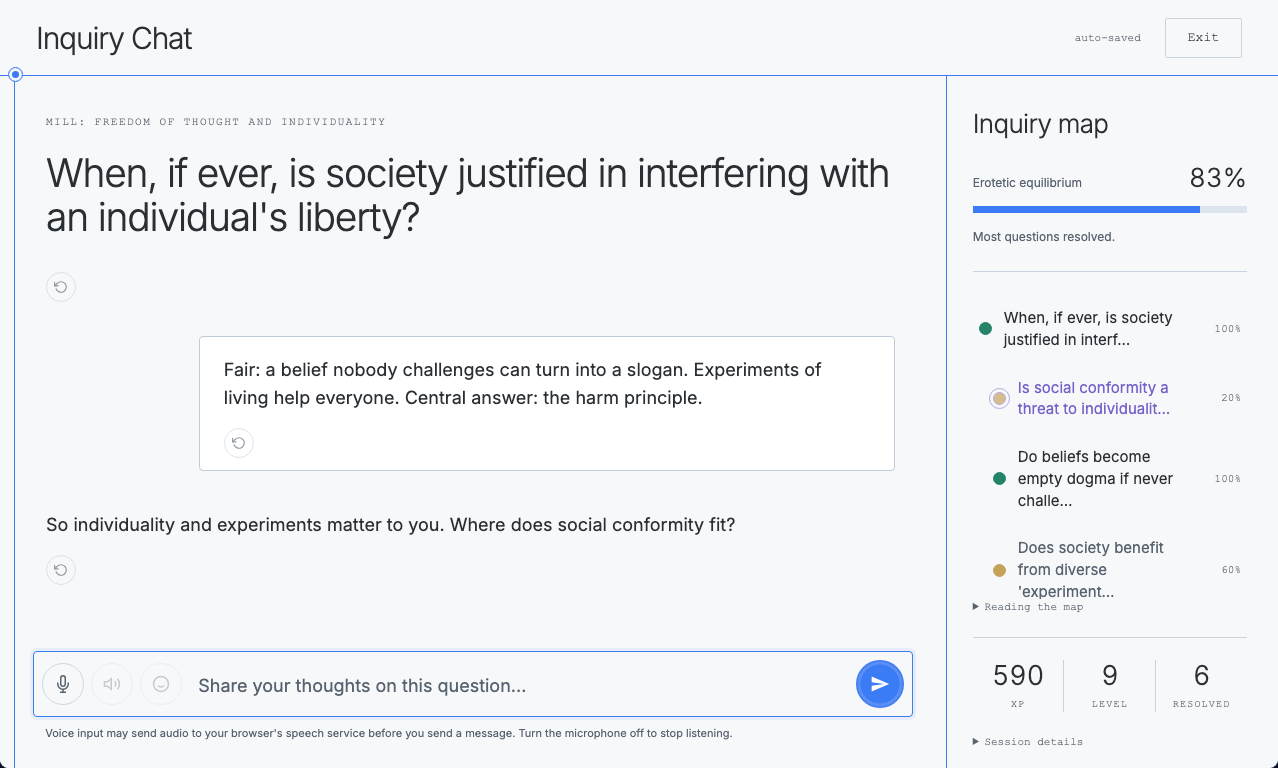 Inquiry Chat
auto-saved
Exit
MILL: FREEDOM OF THOUGHT AND INDIVIDUALITY
When, if ever, is society justified in interfering with
an individual's liberty?
Fair: a belief nobody challenges can turn into a slogan. Experiments of
living help everyone. Central answer: the harm principle.
So individuality and experiments matter to you. Where does social conformity fit?
Share your thoughts on this question...
Voice input may send audio to your browser's speech service before you send a message. Turn the microphone off to stop listening.
Inquiry map
Erotetic equilibrium
83%
Most questions resolved.
When, if ever, is society
justified in interf...
100%
Is social conformity a
threat to individualit...
20%
Do beliefs become
empty dogma if never
challe...
100%
Does society benefit
from diverse
'experiment...
60%
Reading the map
590
XP
9
LEVEL
6
RESOLVED
Session details